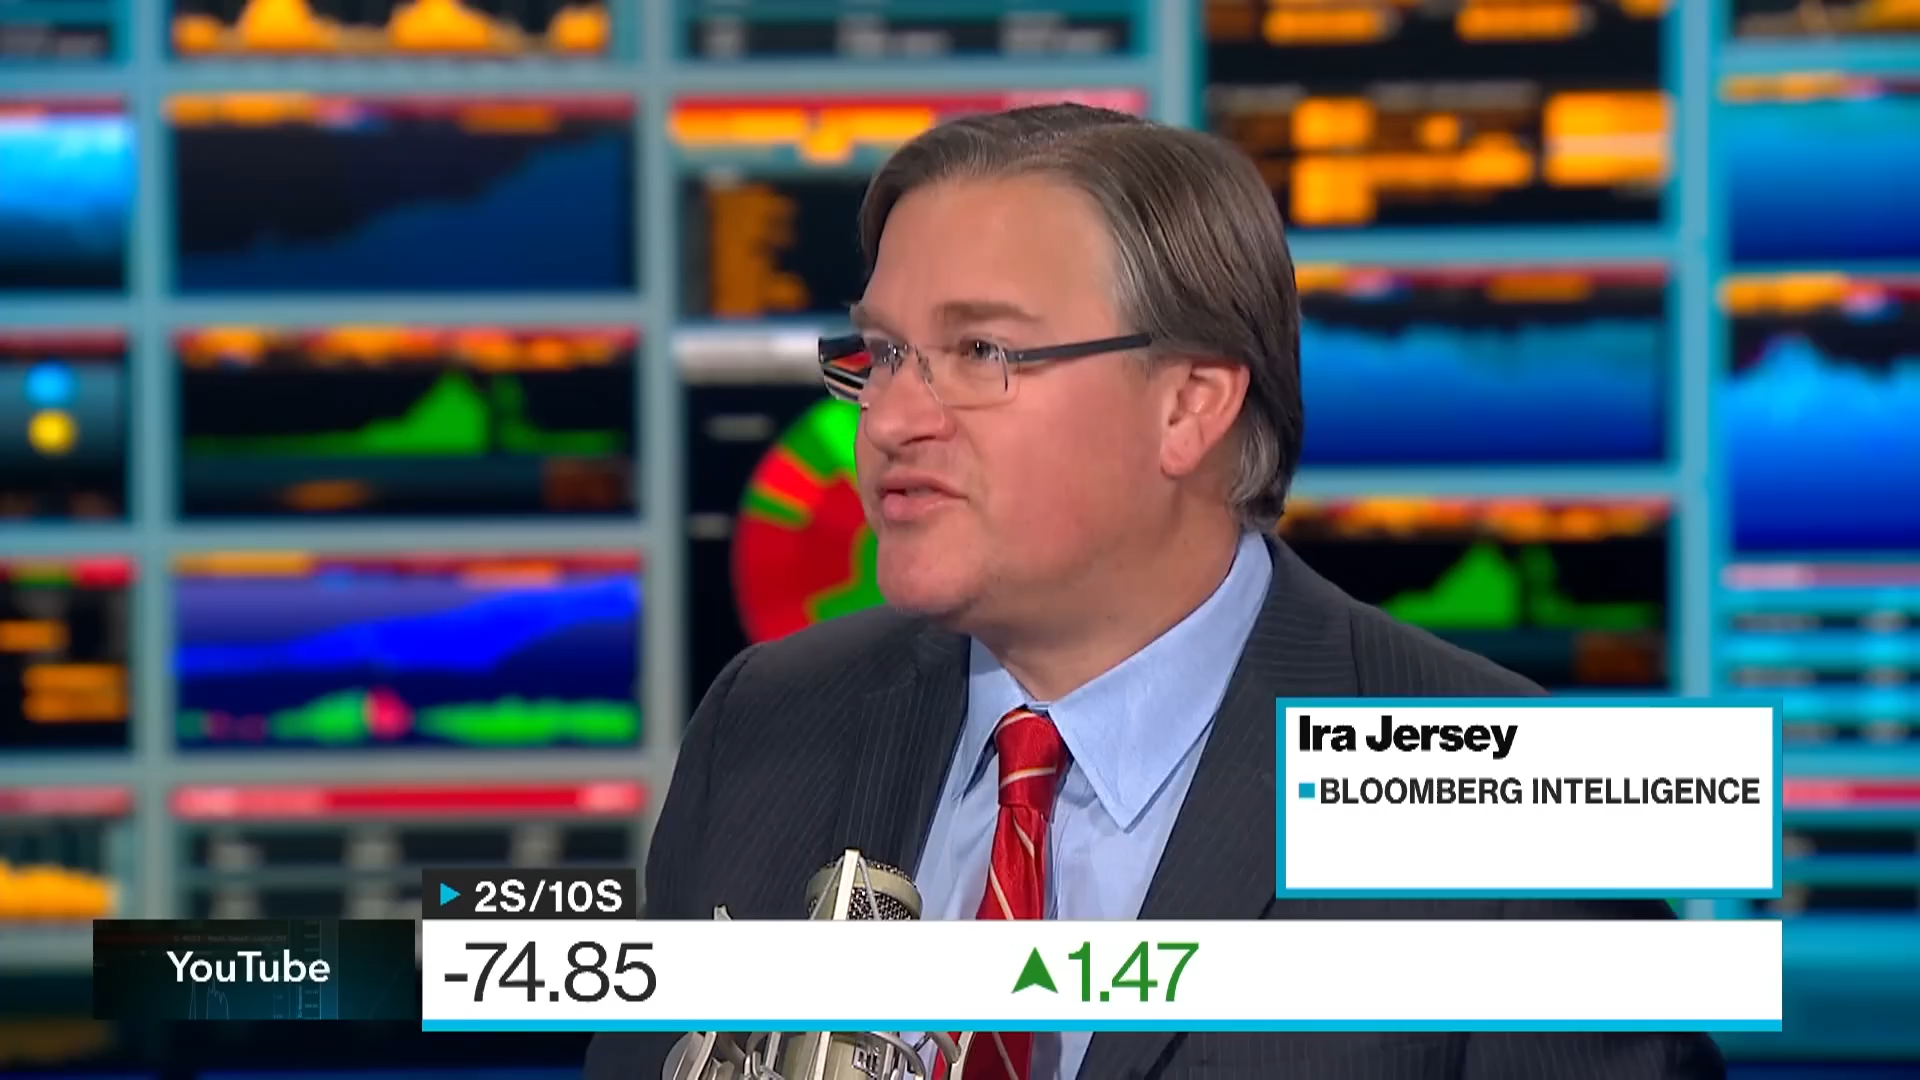 Ira Jersey
BLOOMBERG INTELLIGENCE
2S/10S
YouTube
-74.85 ▲1.47